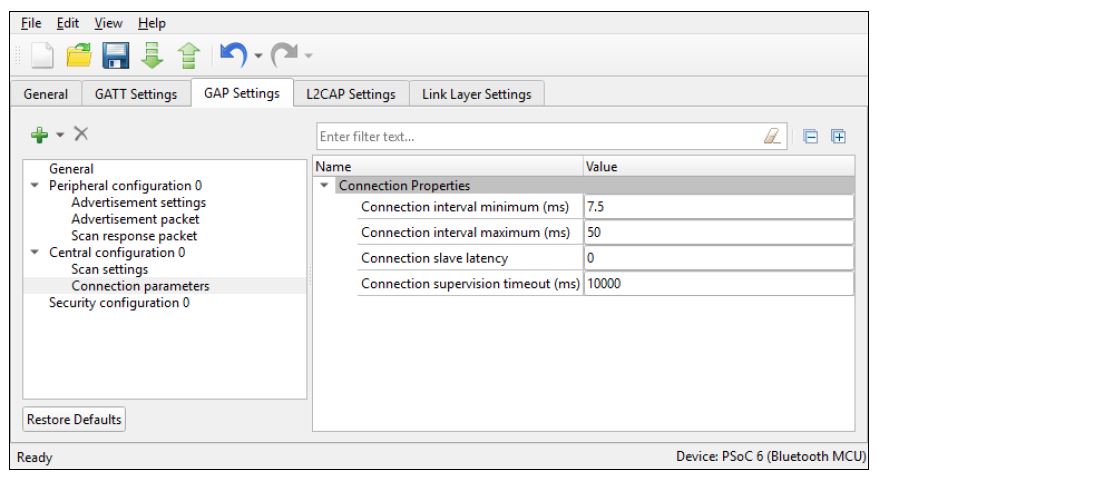 File Edit View Help
General GATT Settings GAP Settings L2CAP Settings Link Layer Settings
Enter filter text...
General
Peripheral configuration 0
Advertisement settings
Advertisement packet
Scan response packet
Central configuration 0
Scan settings
Connection parameters
Security configuration 0
Restore Defaults
Name Value
Connection Properties
Connection interval minimum (ms) 7.5
Connection interval maximum (ms) 50
Connection slave latency 0
Connection supervision timeout (ms) 10000
Ready Device: PSoC 6 (Bluetooth MCU)